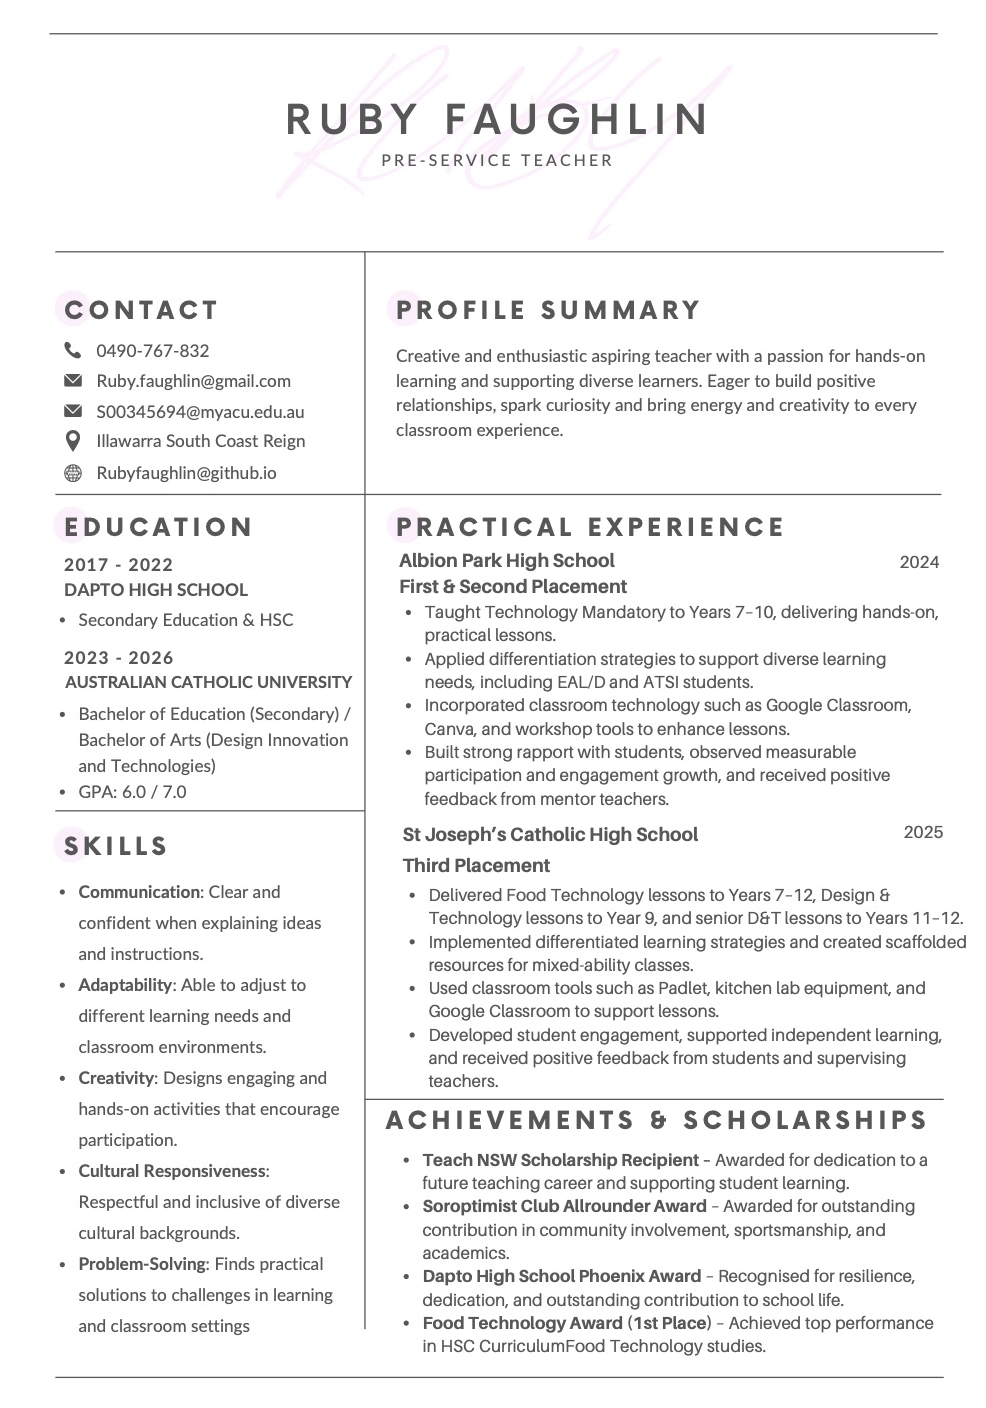 RUBY FAUGHLIN
PRE-SERVICE TEACHER
CONTACT
0490-767-832
Ruby.faughlin@gmail.com
S00345694@myacu.edu.au
Illawarra South Coast Reign
Rubyfaughlin@github.io
PROFILE SUMMARY
Creative and enthusiastic aspiring teacher with a passion for hands-on
learning and supporting diverse learners. Eager to build positive
relationships, spark curiosity and bring energy and creativity to every
classroom experience.
EDUCATION
2017 - 2022
DAPTO HIGH SCHOOL
• Secondary Education & HSC
2023 - 2026
AUSTRALIAN CATHOLIC UNIVERSITY
• Bachelor of Education (Secondary) /
Bachelor of Arts (Design Innovation
and Technologies)
• GPA: 6.0 / 7.0
SKILLS
• Communication: Clear and
confident when explaining ideas
and instructions.
• Adaptability: Able to adjust to
different learning needs and
classroom environments.
• Creativity: Designs engaging and
hands-on activities that encourage
participation.
• Cultural Responsiveness:
Respectful and inclusive of diverse
cultural backgrounds.
• Problem-Solving: Finds practical
solutions to challenges in learning
and classroom settings
PRACTICAL EXPERIENCE
Albion Park High School 2024
First & Second Placement
• Taught Technology Mandatory to Years 7–10, delivering hands-on,
practical lessons.
• Applied differentiation strategies to support diverse learning
needs, including EAL/D and ATSI students.
• Incorporated classroom technology such as Google Classroom,
Canva, and workshop tools to enhance lessons.
• Built strong rapport with students, observed measurable
participation and engagement growth, and received positive
feedback from mentor teachers.
St Joseph's Catholic High School 2025
Third Placement
• Delivered Food Technology lessons to Years 7–12, Design &
Technology lessons to Year 9, and senior D&T lessons to Years 11–12.
• Implemented differentiated learning strategies and created scaffolded
resources for mixed-ability classes.
• Used classroom tools such as Padlet, kitchen lab equipment, and
Google Classroom to support lessons.
• Developed student engagement, supported independent learning,
and received positive feedback from students and supervising
teachers.
ACHIEVEMENTS & SCHOLARSHIPS
• Teach NSW Scholarship Recipient – Awarded for dedication to a
future teaching career and supporting student learning.
• Soroptimist Club Allrounder Award – Awarded for outstanding
contribution in community involvement, sportsmanship, and
academics.
• Dapto High School Phoenix Award – Recognised for resilience,
dedication, and outstanding contribution to school life.
• Food Technology Award (1st Place) – Achieved top performance
in HSC CurriculumFood Technology studies.